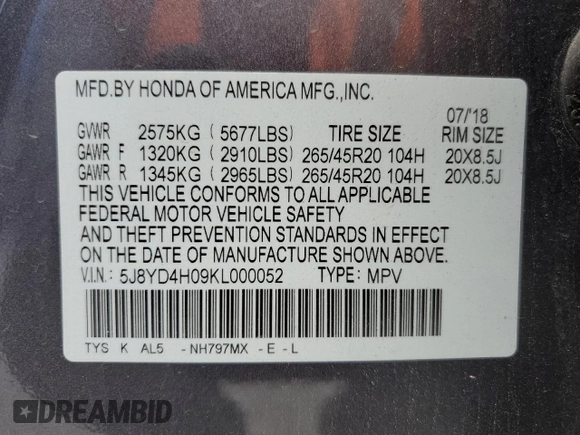 MFD.BY HONDA OF AMERICA MFG.,INC.
07/'18
GVWR 2575KG ( 5677LBS) TIRE SIZE RIM SIZE
GAWR F 1320KG ( 2910LBS) 265/45R20 104H 20X8.5J
GAWR R 1345KG ( 2965LBS) 265/45R20 104H 20X8.5J
THIS VEHICLE CONFORMS TO ALL APPLICABLE
FEDERAL MOTOR VEHICLE SAFETY
AND THEFT PREVENTION STANDARDS IN EFFECT
ON THE DATE OF MANUFACTURE SHOWN ABOVE.
V.I.N.: 5J8YD4H09KL000052 TYPE: MPV
TYS K AL5 -NH797MX -E-L
DREAMBID